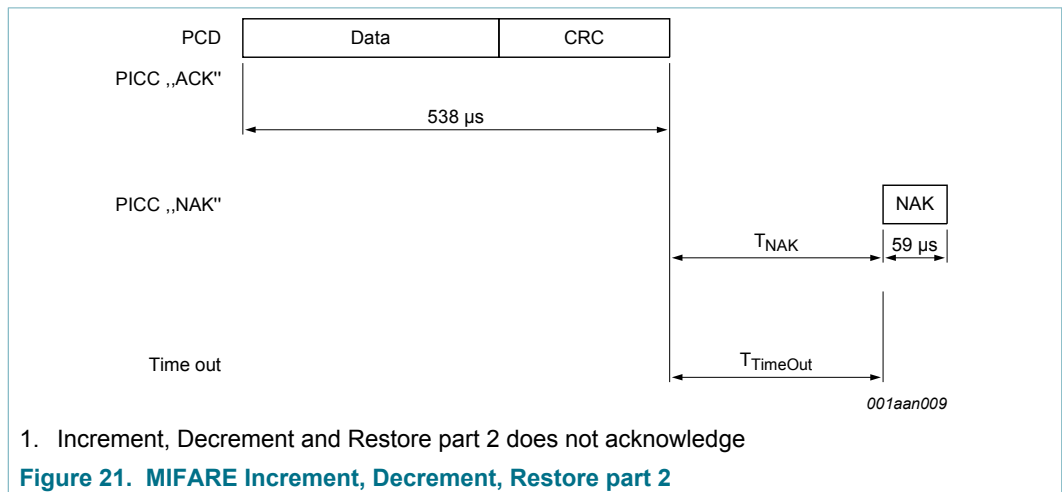 PCD Data CRC
PICC ,,ACK"
538 µs
PICC ,,NAK" NAK
TNAK 59 µs
Time out TTimeOut
001aan009
1. Increment, Decrement and Restore part 2 does not acknowledge
Figure 21. MIFARE Increment, Decrement, Restore part 2